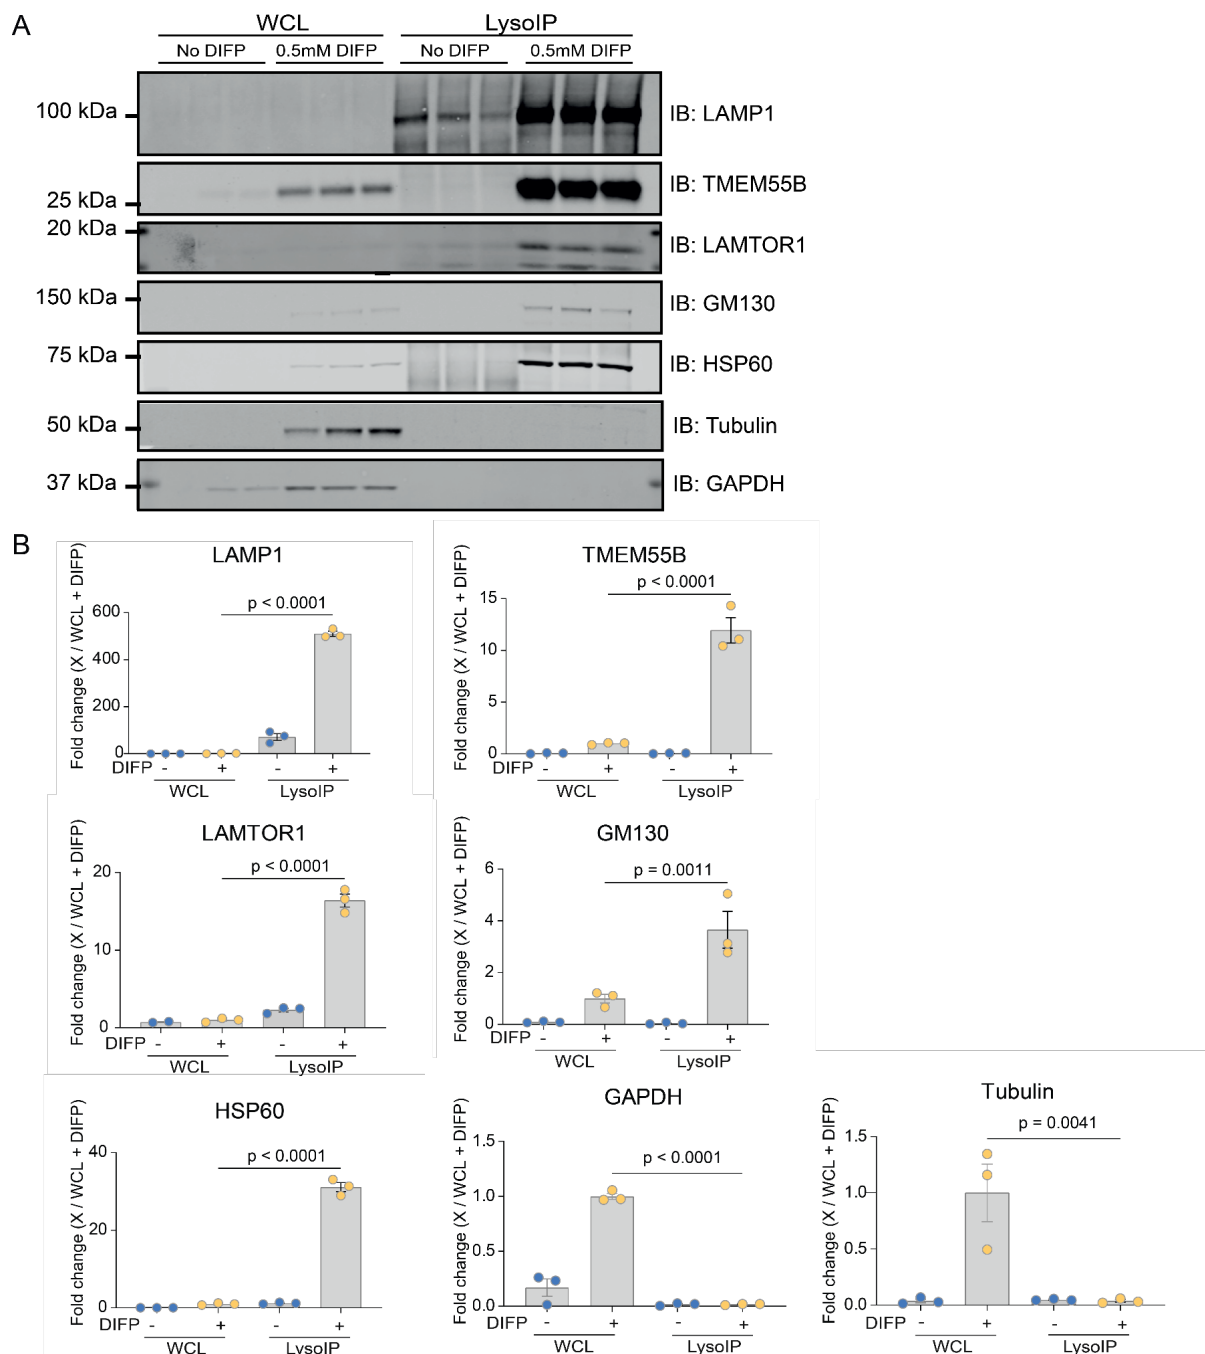 A
WCL LysoIP
No DIFP 0.5mM DIFP No DIFP 0.5mM DIFP
100 kDa IB: LAMP1
IB: TMEM55B
25 kDa
20 kDa
IB: LAMTOR1
150 kDa IB: GM130
75 kDa IB: HSP60
50 kDa IB: Tubulin
37 kDa IB: GAPDH
B
LAMP1
Fold change (X / WCL + DIFP)
p < 0.0001
600
400
200
0
DIFP - + - +
WCL LysoIP
TMEM55B
Fold change (X / WCL + DIFP)
p < 0.0001
15
10
5
0
DIFP - + - +
WCL LysoIP
LAMTOR1
Fold change (X / WCL + DIFP)
p < 0.0001
20
10
0
DIFP - + - +
WCL LysoIP
GM130
Fold change (X / WCL + DIFP)
p = 0.0011
6
4
2
0
DIFP - + - +
WCL LysoIP
HSP60
Fold change (X / WCL + DIFP)
p < 0.0001
40
20
0
DIFP - + - +
WCL LysoIP
GAPDH
Fold change (X / WCL + DIFP)
p < 0.0001
1.5
1.0
0.5
0.0
DIFP - + - +
WCL LysoIP
Tubulin
Fold change (X / WCL + DIFP)
p = 0.0041
1.5
1.0
0.5
0.0
DIFP - + - +
WCL LysoIP